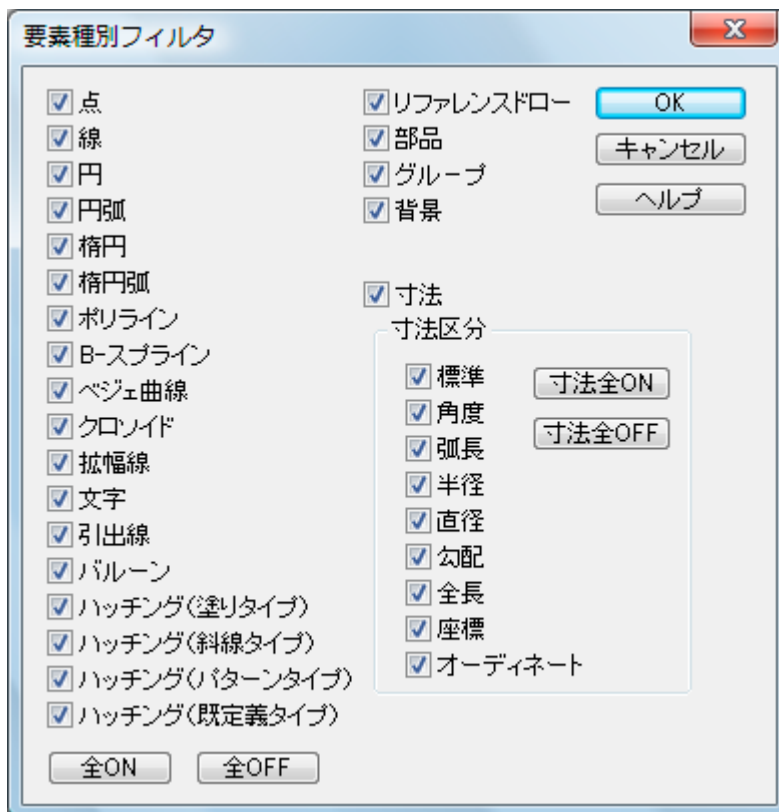 要素種別フィルタ
点
線
円
円弧
楕円
楕円弧
ポリライン
B-スプライン
ベジェ曲線
クロソイド
拡幅線
文字
引出線
バルーン
ハッチング(塗りタイプ)
ハッチング(斜線タイプ)
ハッチング(パターンタイプ)
ハッチング(既定義タイプ)
全ON 全OFF
リファレンスドロー
部品
グループ
背景
寸法
寸法区分
標準
角度
弧長
半径
直径
勾配
全長
座標
オーディネート
寸法全ON
寸法全OFF
OK
キャンセル
ヘルプ